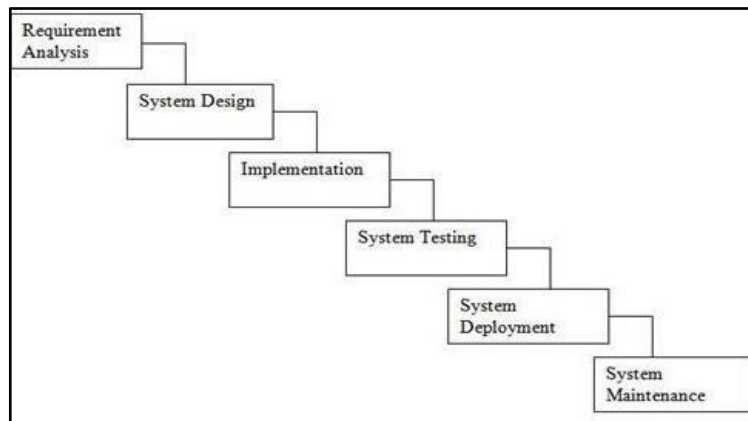 Requirement
Analysis
System Design
Implementation
System Testing
System
Deployment
System
Maintenance